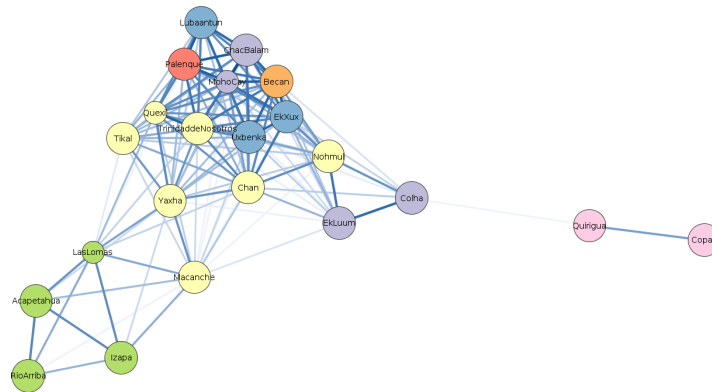 Lubaantun
ChacBalam
Palenque
MohoCay
Becan
Quexil
EkXux
TrinidaddeNosotros
Tikal
Uxbenka
Nohmul
Chan
Yaxha
Colha
EkLuum
Quirigua
Copa
LasLomas
Macanche
Acapetahua
Izapa
RioArriba